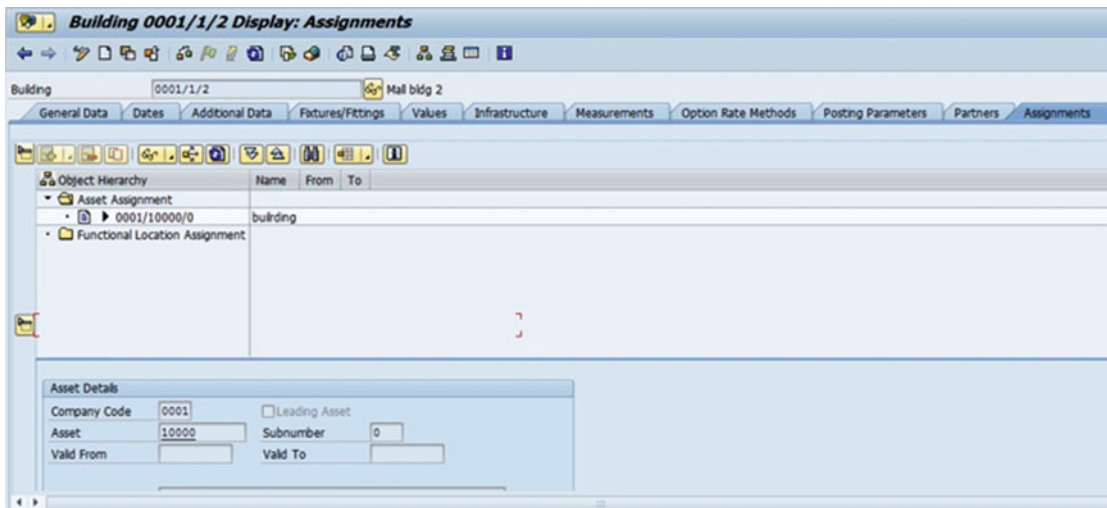 Building 0001/1/2 Display: Assignments
Building 0001/1/2 Mall bldg 2
General Data Dates Additional Data Fixtures/Fittings Values Infrastructure Measurements Option Rate Methods Posting Parameters Partners Assignments
Object Hierarchy Name From To
Asset Assignment
0001/10000/0 building
Functional Location Assignment
Asset Details
Company Code 0001 Leading Asset
Asset 10000 Subnumber 0
Valid From Valid To